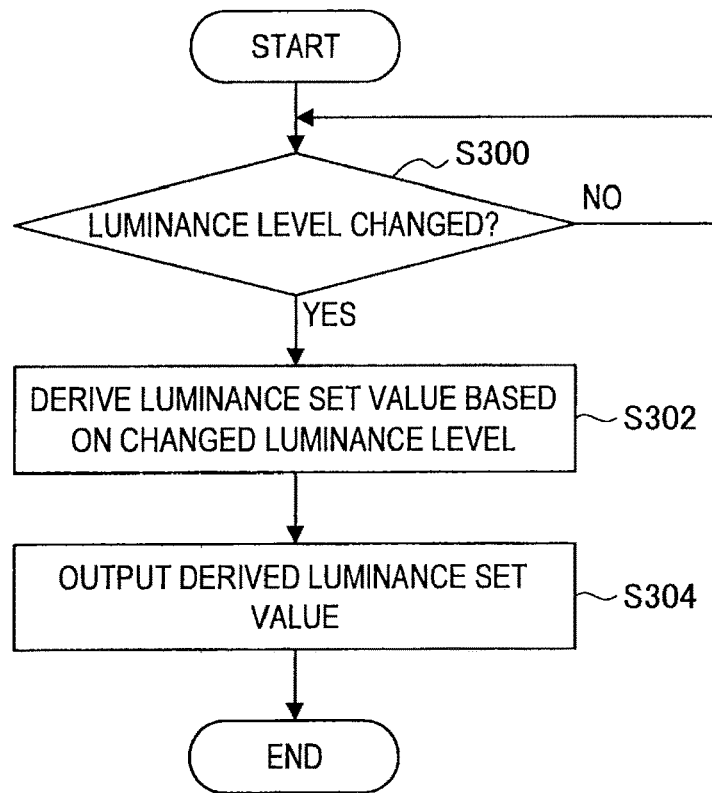 START
S300
LUMINANCE LEVEL CHANGED?
NO
YES
DERIVE LUMINANCE SET VALUE BASED
ON CHANGED LUMINANCE LEVEL
S302
OUTPUT DERIVED LUMINANCE SET
VALUE
S304
END